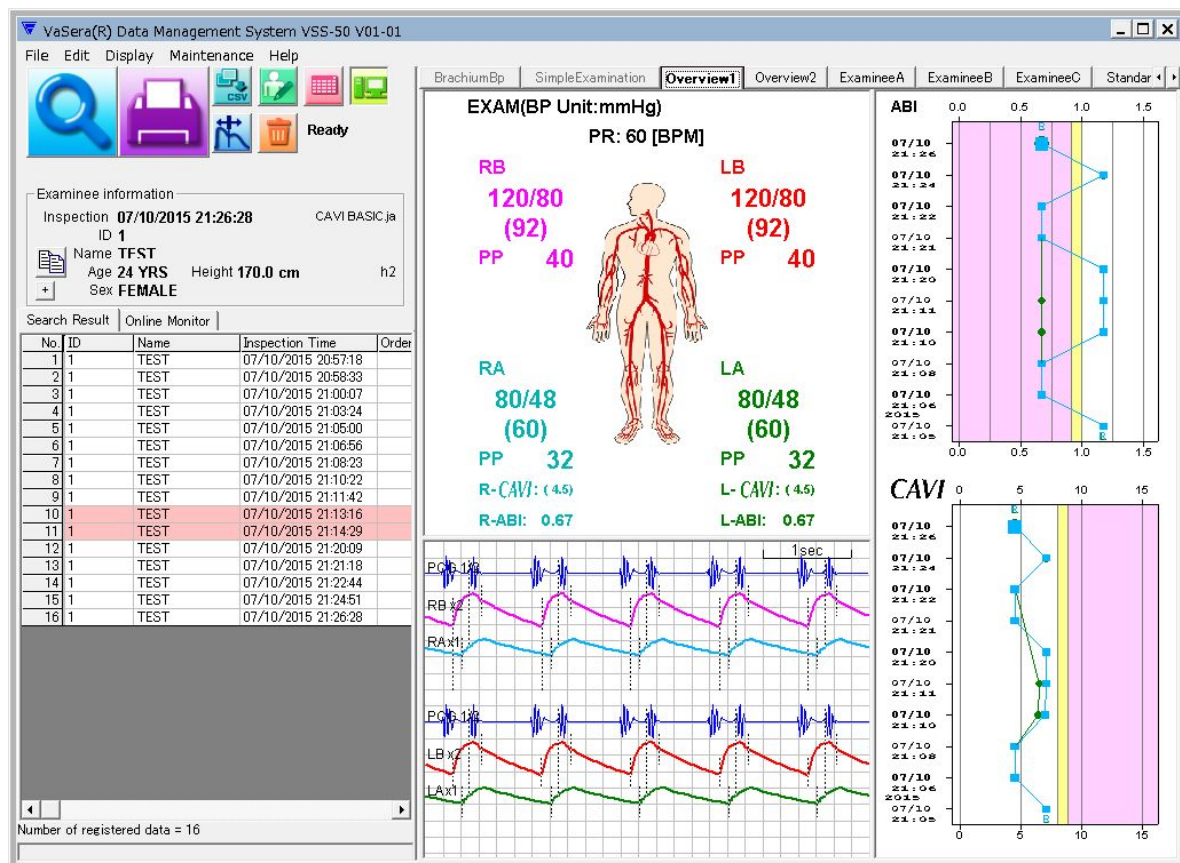 VaSera(R) Data Management System VSS-50 V01-01
File Edit Display Maintenance Help
CSV
Ready
Examinee information
Inspection 07/10/2015 21:26:28 CAVI BASIC.ja
ID 1
Name TEST
Age 24 YRS Height 170.0 cm h2
+ Sex FEMALE
Search Result Online Monitor
No. ID Name Inspection Time Order
1 1 TEST 07/10/2015 20:57:18
2 1 TEST 07/10/2015 20:58:33
3 1 TEST 07/10/2015 21:00:07
4 1 TEST 07/10/2015 21:03:24
5 1 TEST 07/10/2015 21:05:00
6 1 TEST 07/10/2015 21:06:56
7 1 TEST 07/10/2015 21:08:23
8 1 TEST 07/10/2015 21:10:22
9 1 TEST 07/10/2015 21:11:42
10 1 TEST 07/10/2015 21:13:16
11 1 TEST 07/10/2015 21:14:29
12 1 TEST 07/10/2015 21:20:09
13 1 TEST 07/10/2015 21:21:18
14 1 TEST 07/10/2015 21:22:44
15 1 TEST 07/10/2015 21:24:51
16 1 TEST 07/10/2015 21:26:28
Number of registered data = 16
BrachiumBp SimpleExamination Overview1 Overview2 ExamineeA ExamineeB ExamineeC Standar
EXAM(BP Unit:mmHg)
PR: 60 [BPM]
RB LB
120/80 120/80
(92) (92)
PP 40 PP 40
RA LA
80/48 80/48
(60) (60)
PP 32 PP 32
R-CAVI: (4.5) L-CAVI: (4.5)
R-ABI: 0.67 L-ABI: 0.67
1sec
PCG 1/2
RB x2
RA x1
PCG 1/2
LB x2
LA x1
ABI 0.0 0.5 1.0 1.5
R
07/10
21:26
07/10
21:24
07/10
21:22
07/10
21:21
07/10
21:20
07/10
21:11
07/10
21:10
07/10
21:08
07/10
21:06
2015
07/10
21:05
R
0.0 0.5 1.0 1.5
CAVI 0 5 10 15
R
07/10
21:26
07/10
21:24
07/10
21:22
07/10
21:21
07/10
21:20
07/10
21:11
07/10
21:10
07/10
21:08
07/10
21:06
2015
07/10
21:05
R
0 5 10 15